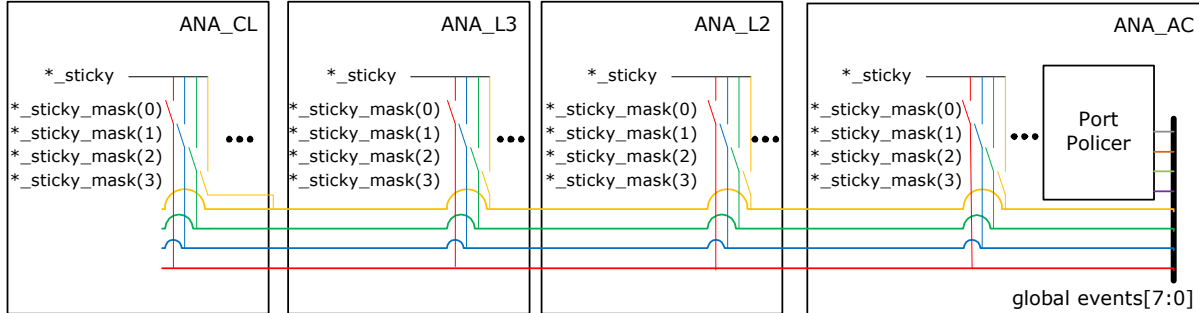 ANA_CL
*_sticky
*_sticky_mask(0)
*_sticky_mask(1)
*_sticky_mask(2)
*_sticky_mask(3)
ANA_L3
*_sticky
*_sticky_mask(0)
*_sticky_mask(1)
*_sticky_mask(2)
*_sticky_mask(3)
ANA_L2
*_sticky
*_sticky_mask(0)
*_sticky_mask(1)
*_sticky_mask(2)
*_sticky_mask(3)
ANA_AC
*_sticky
*_sticky_mask(0)
*_sticky_mask(1)
*_sticky_mask(2)
*_sticky_mask(3)
Port
Policer
global events[7:0]